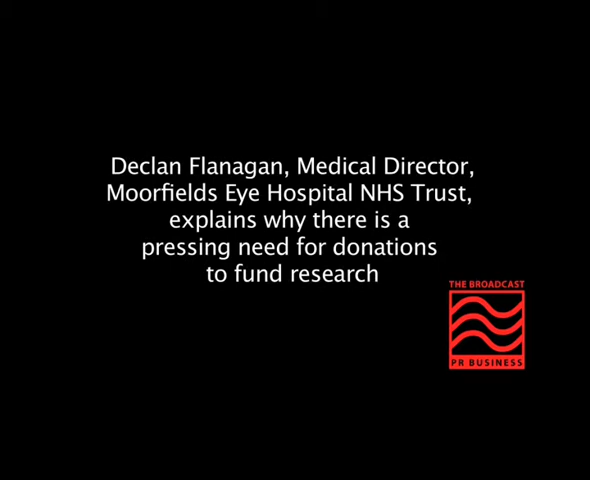 Declan Flanagan, Medical Director,
Moorfields Eye Hospital NHS Trust,
explains why there is a
pressing need for donations
to fund research
THE BROADCAST
PR BUSINESS